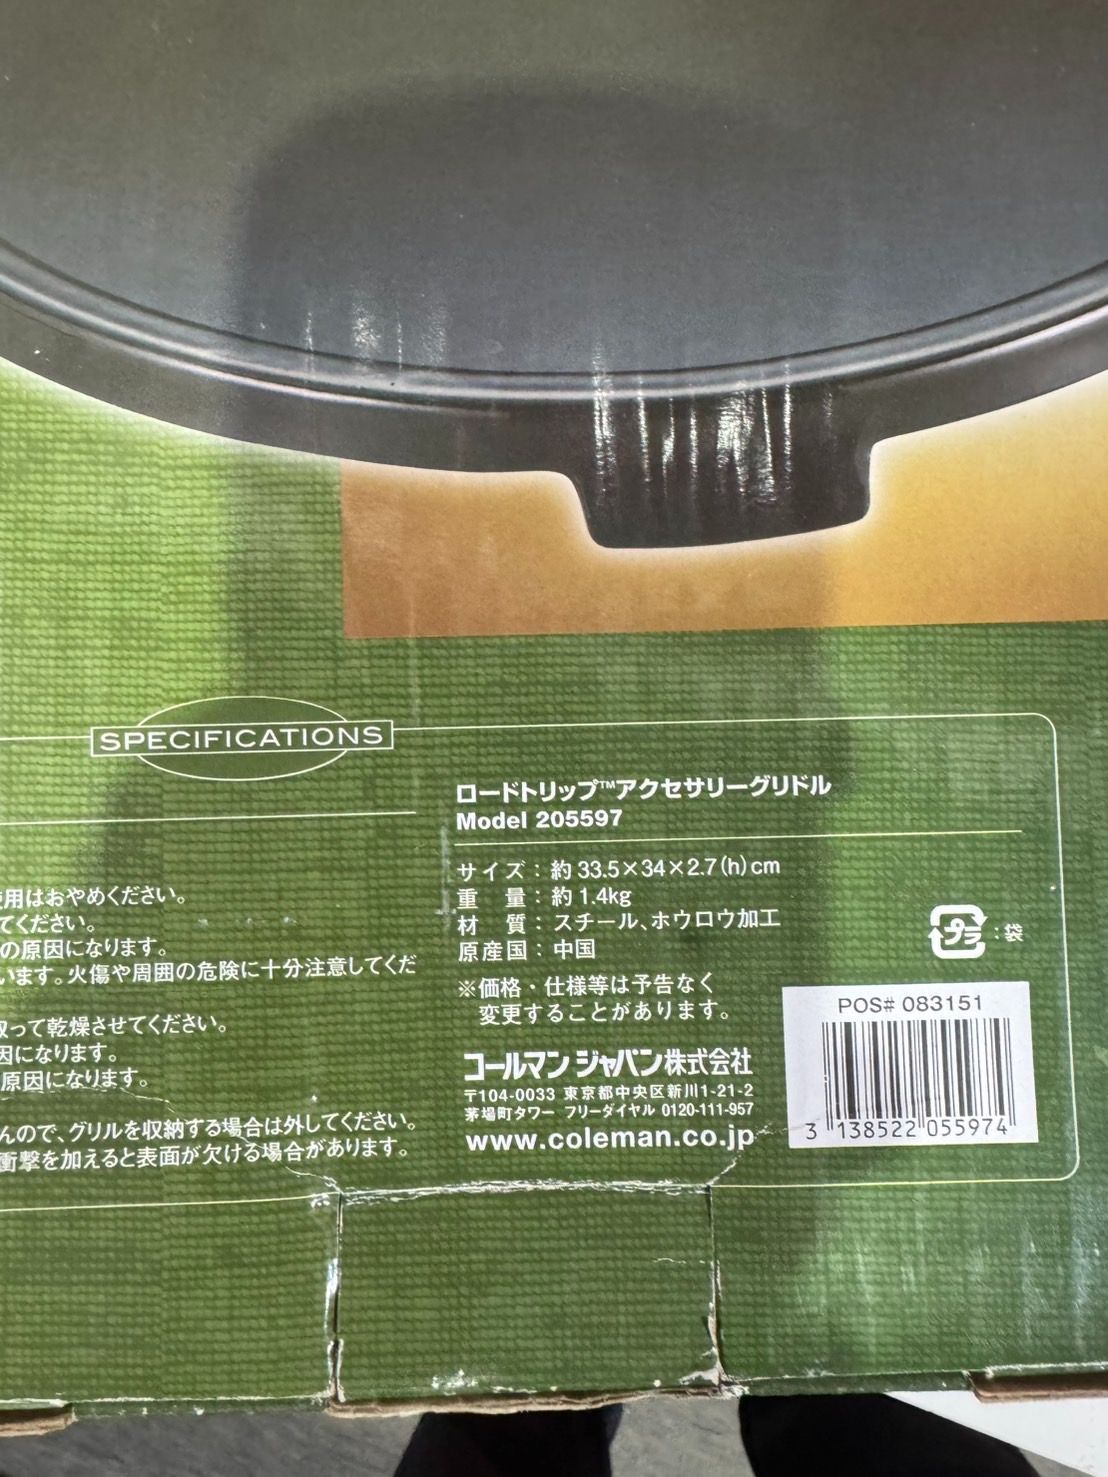 SPECIFICATIONS
ロードトリップ™アクセサリーグリドル
Model 205597
サイズ：約 33.5×34×2.7(h)cm
重　量：約1.4kg
材　質：スチール、ホウロウ加工
原産国：中国
※価格・仕様等は予告なく
変更することがあります。
コールマン ジャパン株式会社
〒104-0033 東京都中央区新川1-21-2
茅場町タワー フリーダイヤル 0120-111-957
www.coleman.co.jp
プラ：袋
POS# 083151
3 138522 055974
用はおやめください。
てください。
の原因になります。
います。火傷や周囲の危険に十分注意してくだ
って乾燥させてください。
因になります。
原因になります。
んので、グリルを収納する場合は外してください。
衝撃を加えると表面が欠ける場合があります。